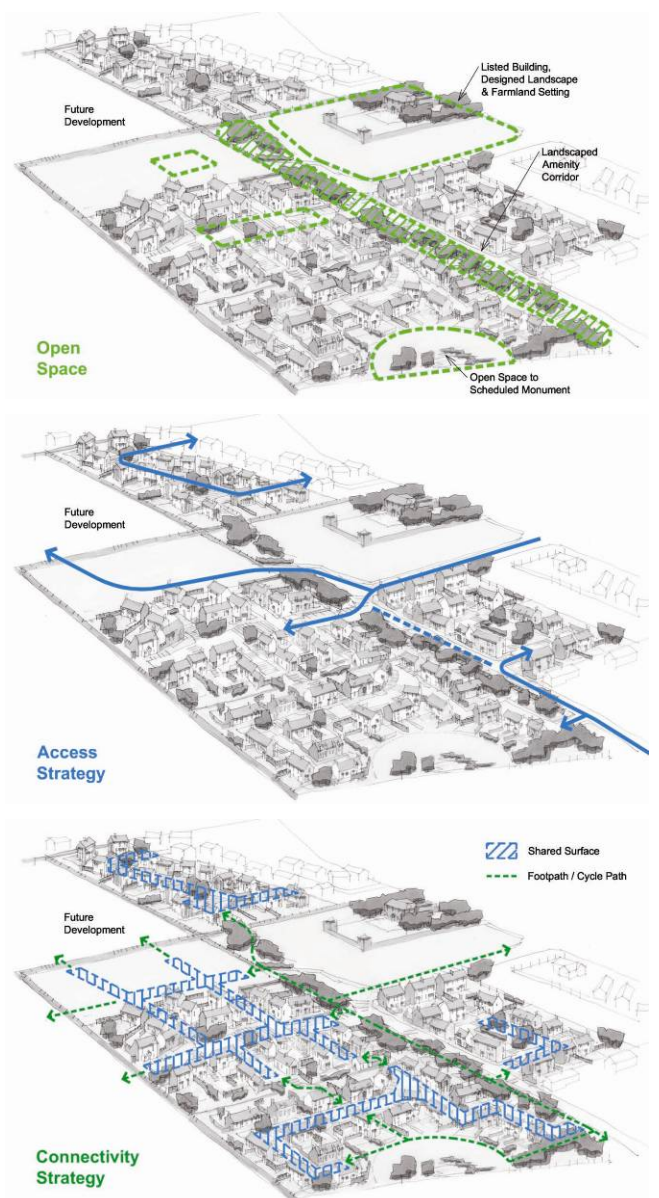 Listed Building,
Designed Landscape
& Farmland Setting
Future
Development
Landscaped
Amenity
Corridor
Open
Space
Open Space to
Scheduled Monument
Future
Development
Access
Strategy
Shared Surface
Footpath / Cycle Path
Future
Development
Connectivity
Strategy